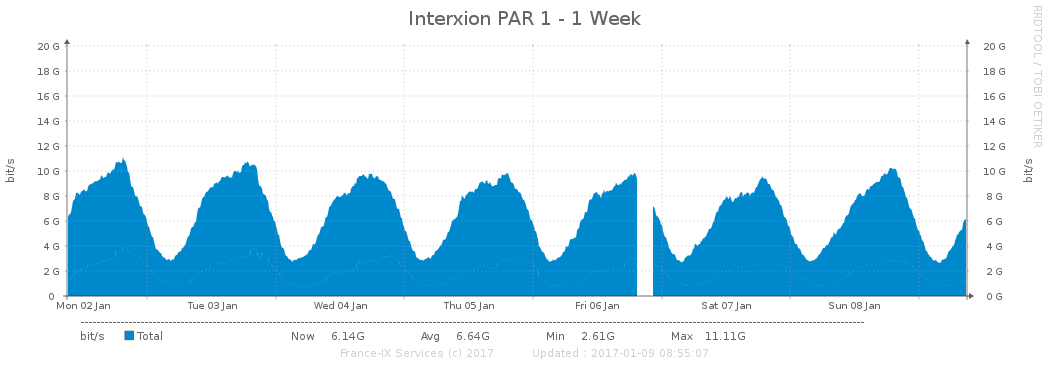 Interxion PAR 1 - 1 Week
RRDTOOL / TOBI OETIKER
bit/s
20 G 20 G
18 G 18 G
16 G 16 G
14 G 14 G
12 G 12 G
10 G 10 G
8 G 8 G
6 G 6 G
4 G 4 G
2 G 2 G
0 0 G
bit/s
Mon 02 Jan Tue 03 Jan Wed 04 Jan Thu 05 Jan Fri 06 Jan Sat 07 Jan Sun 08 Jan
bit/s Total Now 6.14G Avg 6.64G Min 2.61G Max 11.11G
France-IX Services (c) 2017 Updated : 2017-01-09 08:55:07